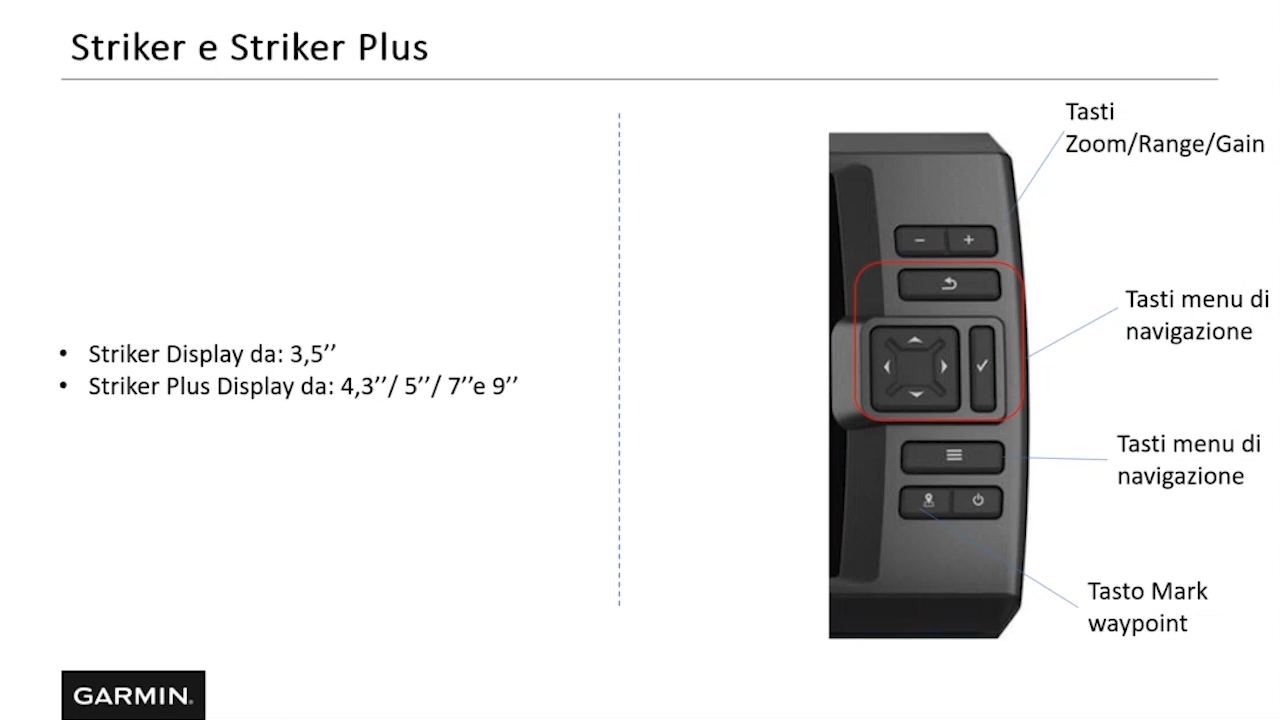 Striker e Striker Plus
Tasti
Zoom/Range/Gain
Tasti menu di
navigazione
• Striker Display da: 3,5’’
• Striker Plus Display da: 4,3’’/ 5’’/ 7’’e 9’’
Tasti menu di
navigazione
Tasto Mark
waypoint
GARMIN.